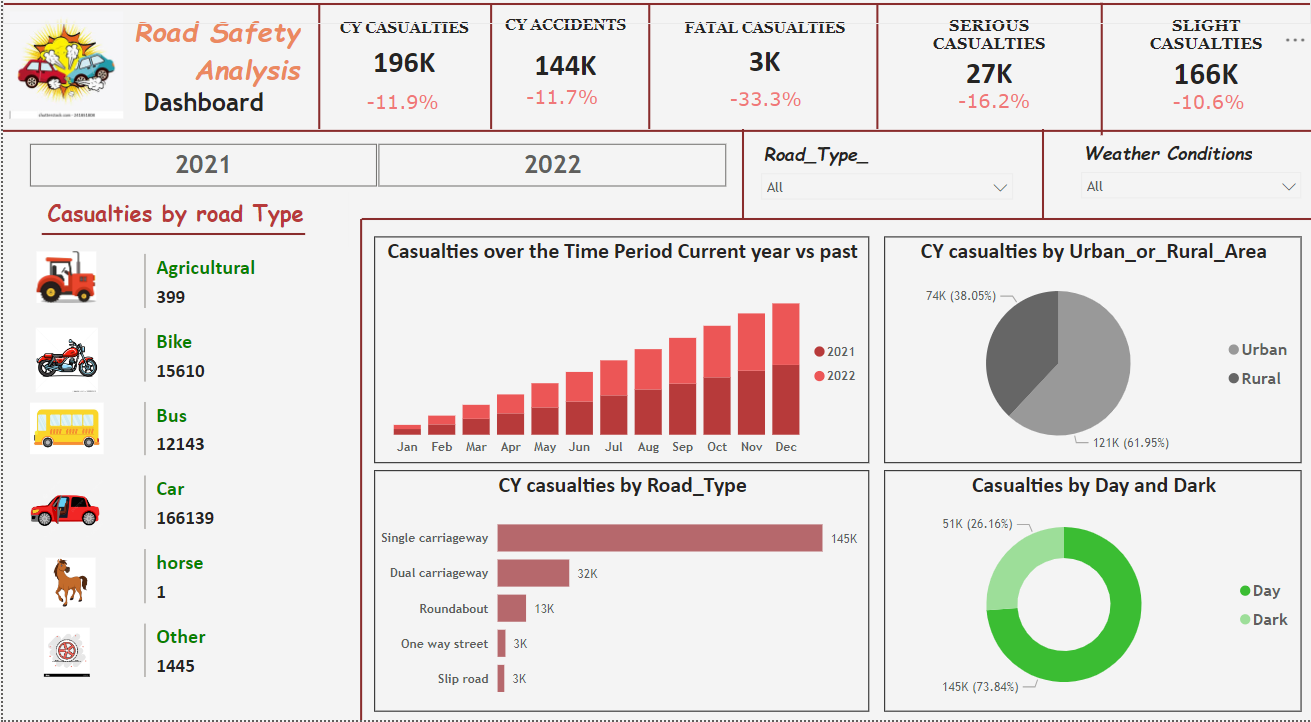 Road Safety
Analysis
Dashboard
CY CASUALTIES
196K
-11.9%
CY ACCIDENTS
144K
-11.7%
FATAL CASUALTIES
3K
-33.3%
SERIOUS
CASUALTIES
27K
-16.2%
SLIGHT
CASUALTIES
166K
-10.6%
2021
2022
Road_Type_
All
Weather Conditions
All
Casualties by road Type
Agricultural
399
Bike
15610
Bus
12143
Car
166139
horse
1
Other
1445
Casualties over the Time Period Current year vs past
2021
2022
Jan Feb Mar Apr May Jun Jul Aug Sep Oct Nov Dec
CY casualties by Urban_or_Rural_Area
74K (38.05%)
121K (61.95%)
Urban
Rural
CY casualties by Road_Type
Single carriageway 145K
Dual carriageway 32K
Roundabout 13K
One way street 3K
Slip road 3K
Casualties by Day and Dark
51K (26.16%)
145K (73.84%)
Day
Dark